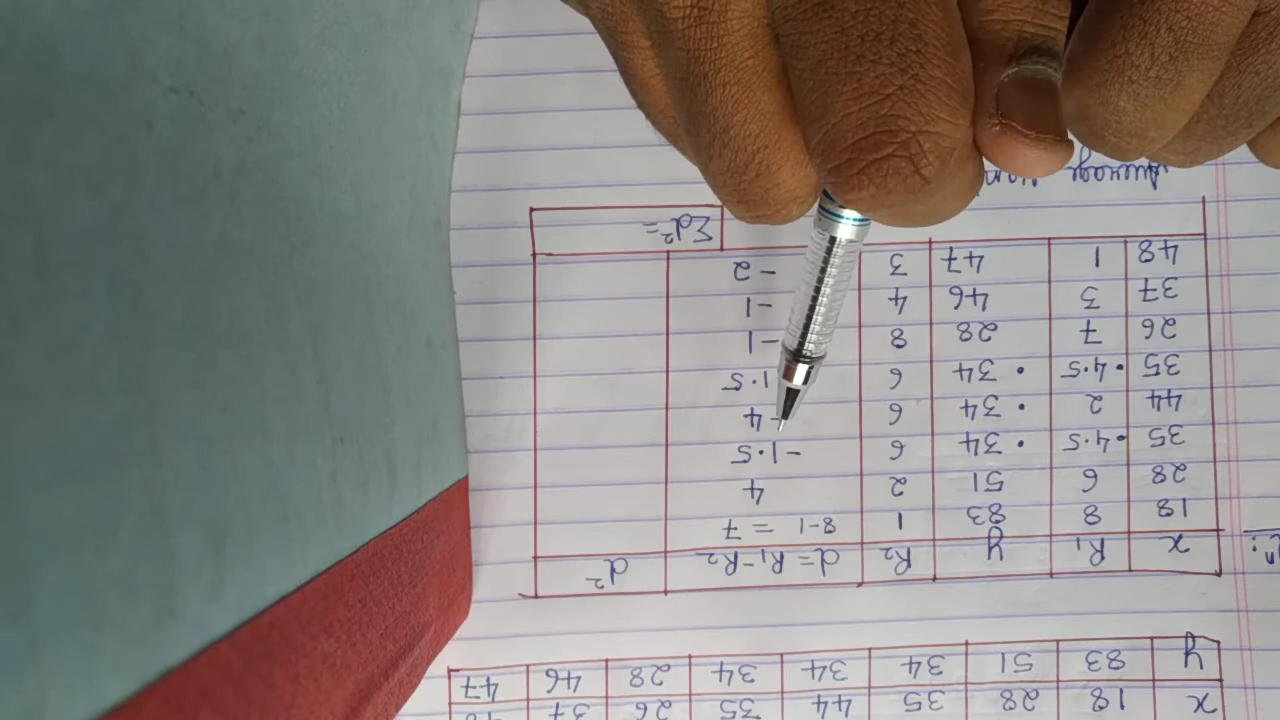 x 18 28 35 44 35 26 37
y 83 51 34 34 34 28 46 47
x R₁ y R₂ d=R₁-R₂ d²
18 8 83 1 8-1 = 7
28 6 51 2 4
35 •4.5 • 34 6 -1.5
44 2 • 34 6 -4
35 •4.5 • 34 6 1.5
26 7 28 8 -1
37 3 46 4 -1
48 1 47 3 -2
Σd²=
Average